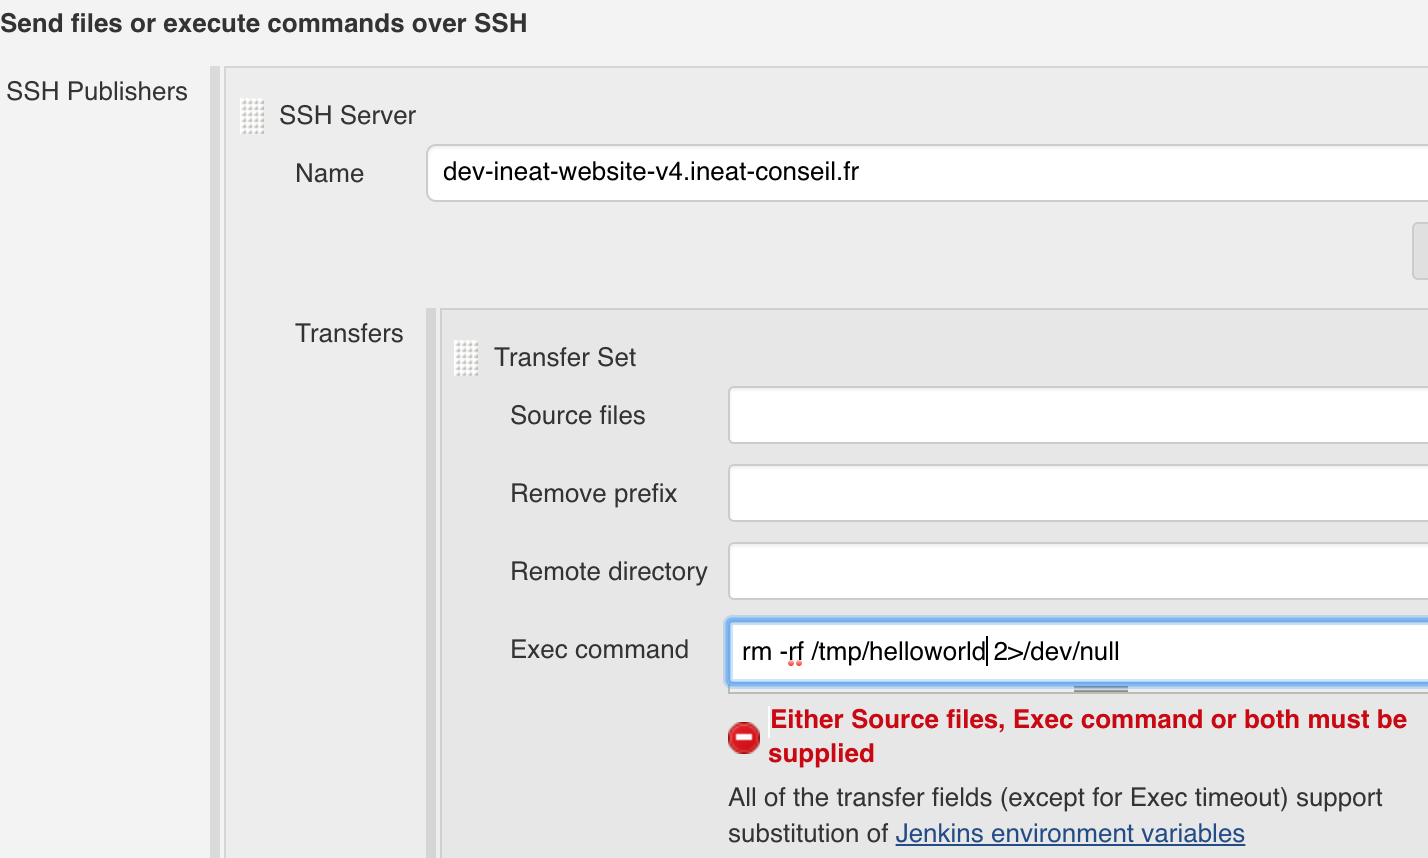 Send files or execute commands over SSH
SSH Publishers
SSH Server
Name
dev-ineat-website-v4.ineat-conseil.fr
Transfers
Transfer Set
Source files
Remove prefix
Remote directory
Exec command
rm -rf /tmp/helloworld 2>/dev/null
Either Source files, Exec command or both must be
supplied
All of the transfer fields (except for Exec timeout) support
substitution of Jenkins environment variables